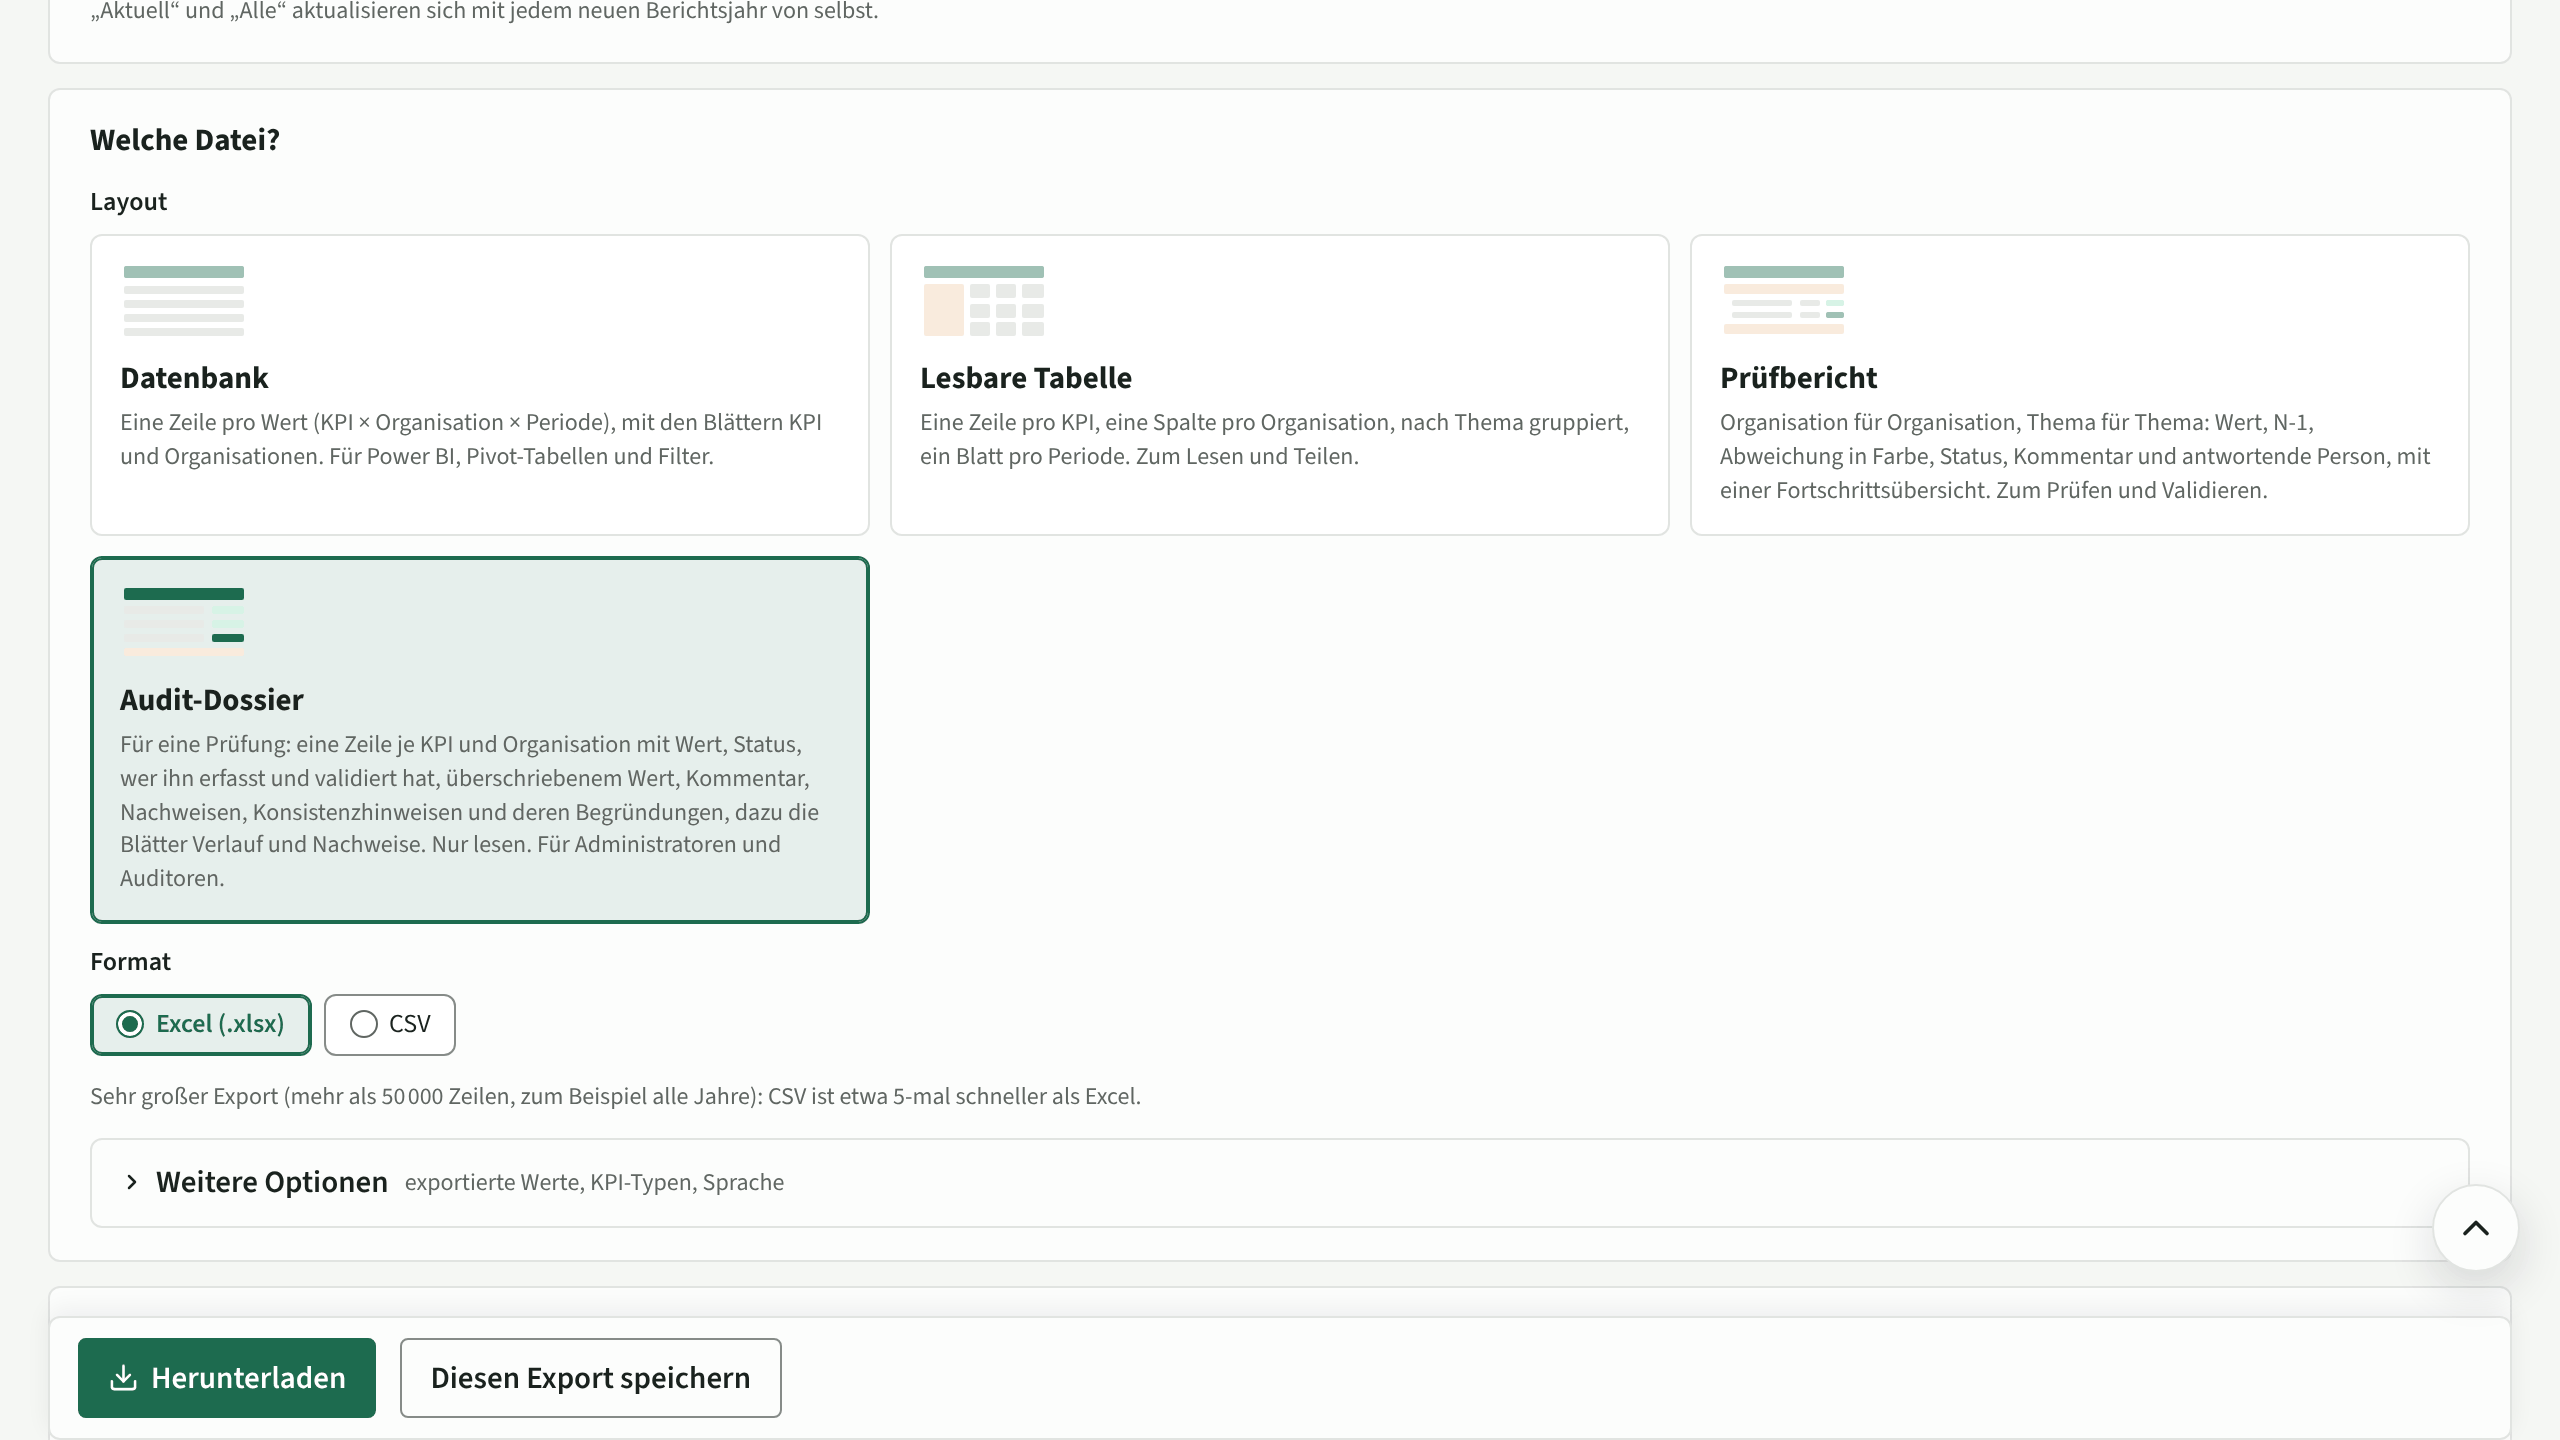 „Aktuell“ und „Alle“ aktualisieren sich mit jedem neuen Berichtsjahr von selbst.
Welche Datei?
Layout
Datenbank
Eine Zeile pro Wert (KPI × Organisation × Periode), mit den Blättern KPI
und Organisationen. Für Power BI, Pivot-Tabellen und Filter.
Lesbare Tabelle
Eine Zeile pro KPI, eine Spalte pro Organisation, nach Thema gruppiert,
ein Blatt pro Periode. Zum Lesen und Teilen.
Prüfbericht
Organisation für Organisation, Thema für Thema: Wert, N-1,
Abweichung in Farbe, Status, Kommentar und antwortende Person, mit
einer Fortschrittsübersicht. Zum Prüfen und Validieren.
Audit-Dossier
Für eine Prüfung: eine Zeile je KPI und Organisation mit Wert, Status,
wer ihn erfasst und validiert hat, überschriebenem Wert, Kommentar,
Nachweisen, Konsistenzhinweisen und deren Begründungen, dazu die
Blätter Verlauf und Nachweise. Nur lesen. Für Administratoren und
Auditoren.
Format
Excel (.xlsx)
CSV
Sehr großer Export (mehr als 50 000 Zeilen, zum Beispiel alle Jahre): CSV ist etwa 5-mal schneller als Excel.
Weitere Optionen exportierte Werte, KPI-Typen, Sprache
Herunterladen
Diesen Export speichern